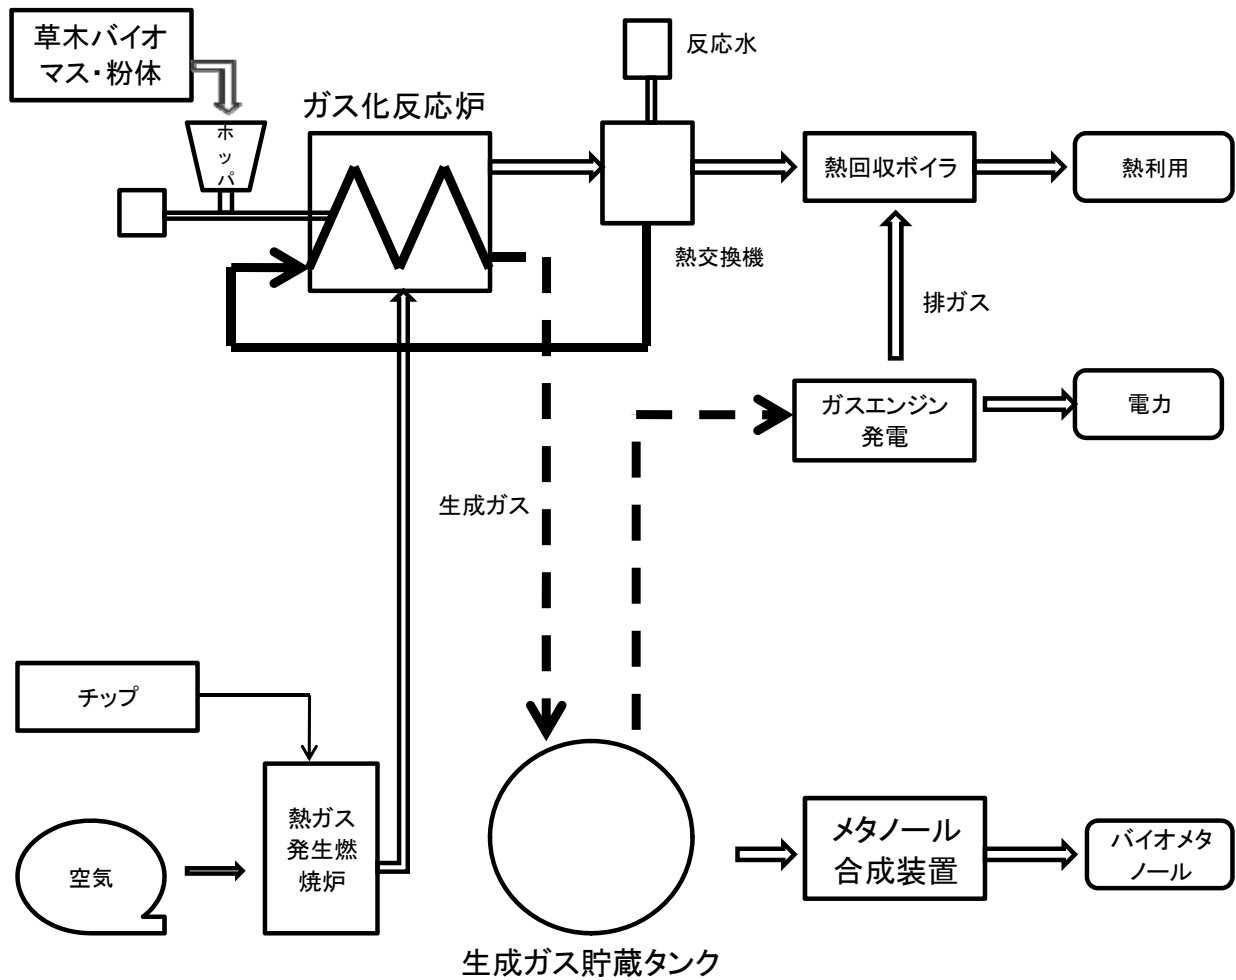 草木バイオ
マス・粉体
反応水
ガス化反応炉
ホッパ
熱回収ボイラ
熱利用
熱交換機
排ガス
ガスエンジン
発電
電力
生成ガス
チップ
熱ガス
発生燃
焼炉
空気
メタノール
合成装置
バイオメタ
ノール
生成ガス貯蔵タンク